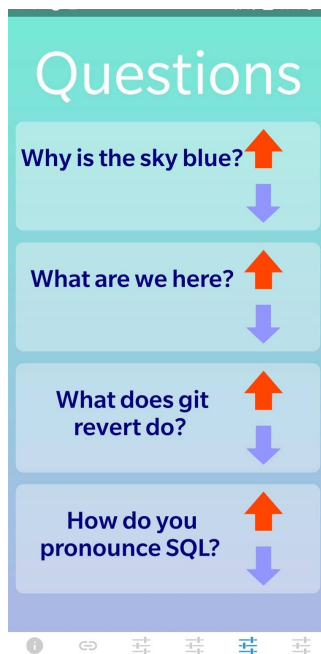 Questions
Why is the sky blue?
What are we here?
What does git
revert do?
How do you
pronounce SQL?